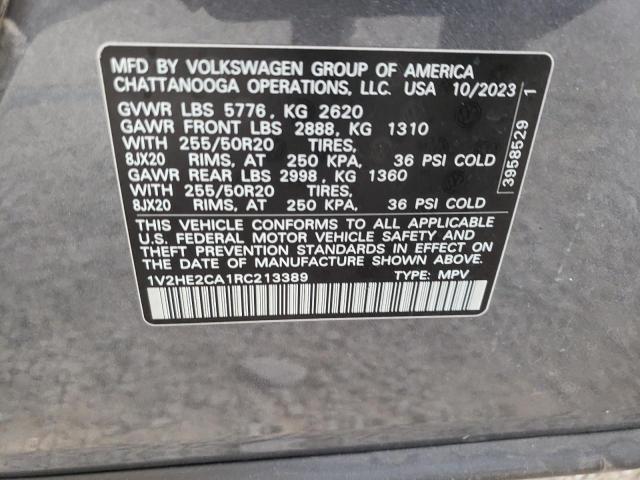 MFD BY VOLKSWAGEN GROUP OF AMERICA
CHATTANOOGA OPERATIONS, LLC. USA 10/2023
GVWR LBS 5776, KG 2620
GAWR FRONT LBS 2888, KG 1310
WITH 255/50R20 TIRES,
8JX20 RIMS, AT 250 KPA, 36 PSI COLD
GAWR REAR LBS 2998, KG 1360
WITH 255/50R20 TIRES,
8JX20 RIMS, AT 250 KPA, 36 PSI COLD
THIS VEHICLE CONFORMS TO ALL APPLICABLE
U.S. FEDERAL MOTOR VEHICLE SAFETY AND
THEFT PREVENTION STANDARDS IN EFFECT ON
THE DATE OF MANUFACTURE SHOWN ABOVE.
1V2HE2CA1RC213389 TYPE: MPV
3958529 1